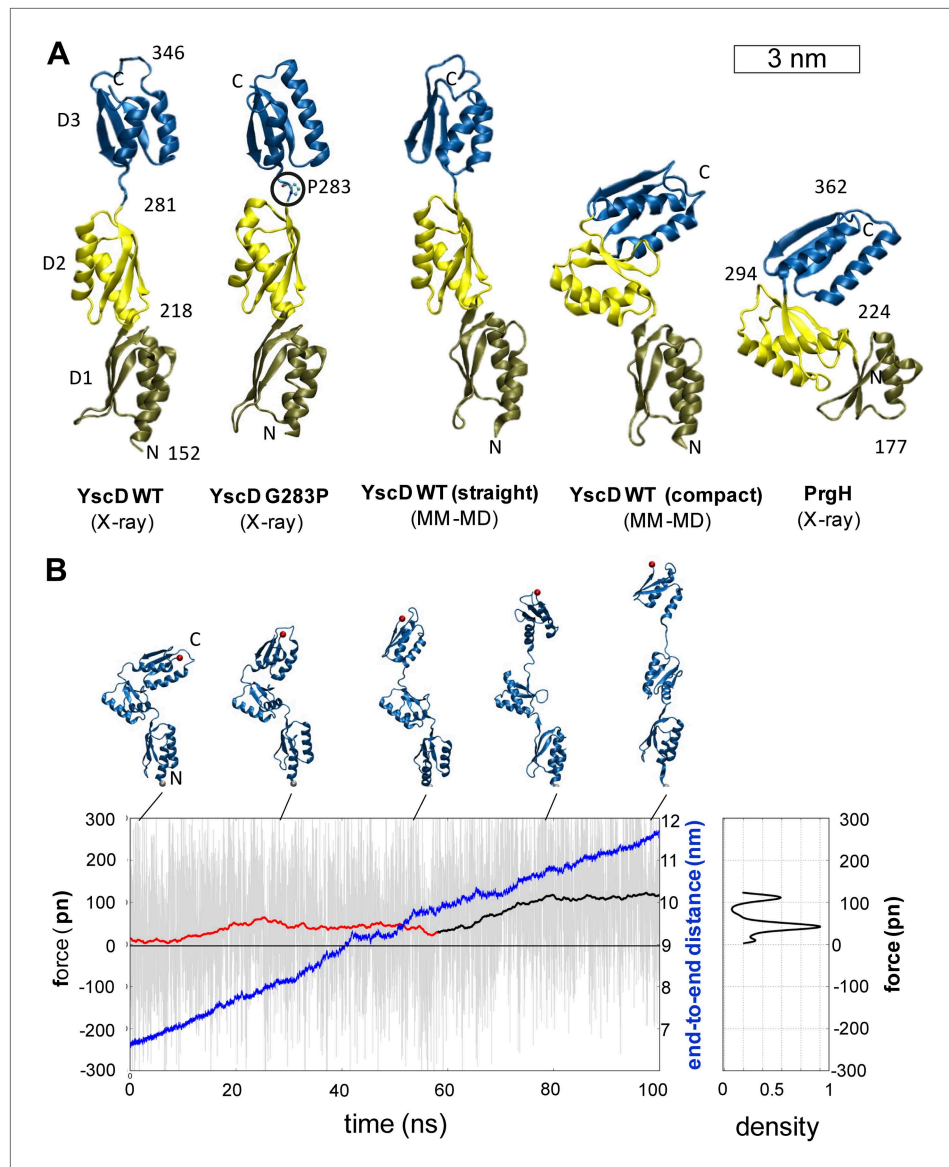 A
3 nm
346
C
C
D3
P283
C
362
C
281
294
D2
218
224
D1
N
N 152
N
N
N
177
YscD WT
(X-ray)
YscD G283P
(X-ray)
YscD WT (straight)
(MM-MD)
YscD WT (compact)
(MM-MD)
PrgH
(X-ray)
B
C
N
300
200
100
0
-100
-200
-300
force (pn)
0 20 40 60 80 100
time (ns)
12
11
10
9
8
7
end-to-end distance (nm)
300
200
100
0
-100
-200
-300
force (pn)
0 0.5 1
density